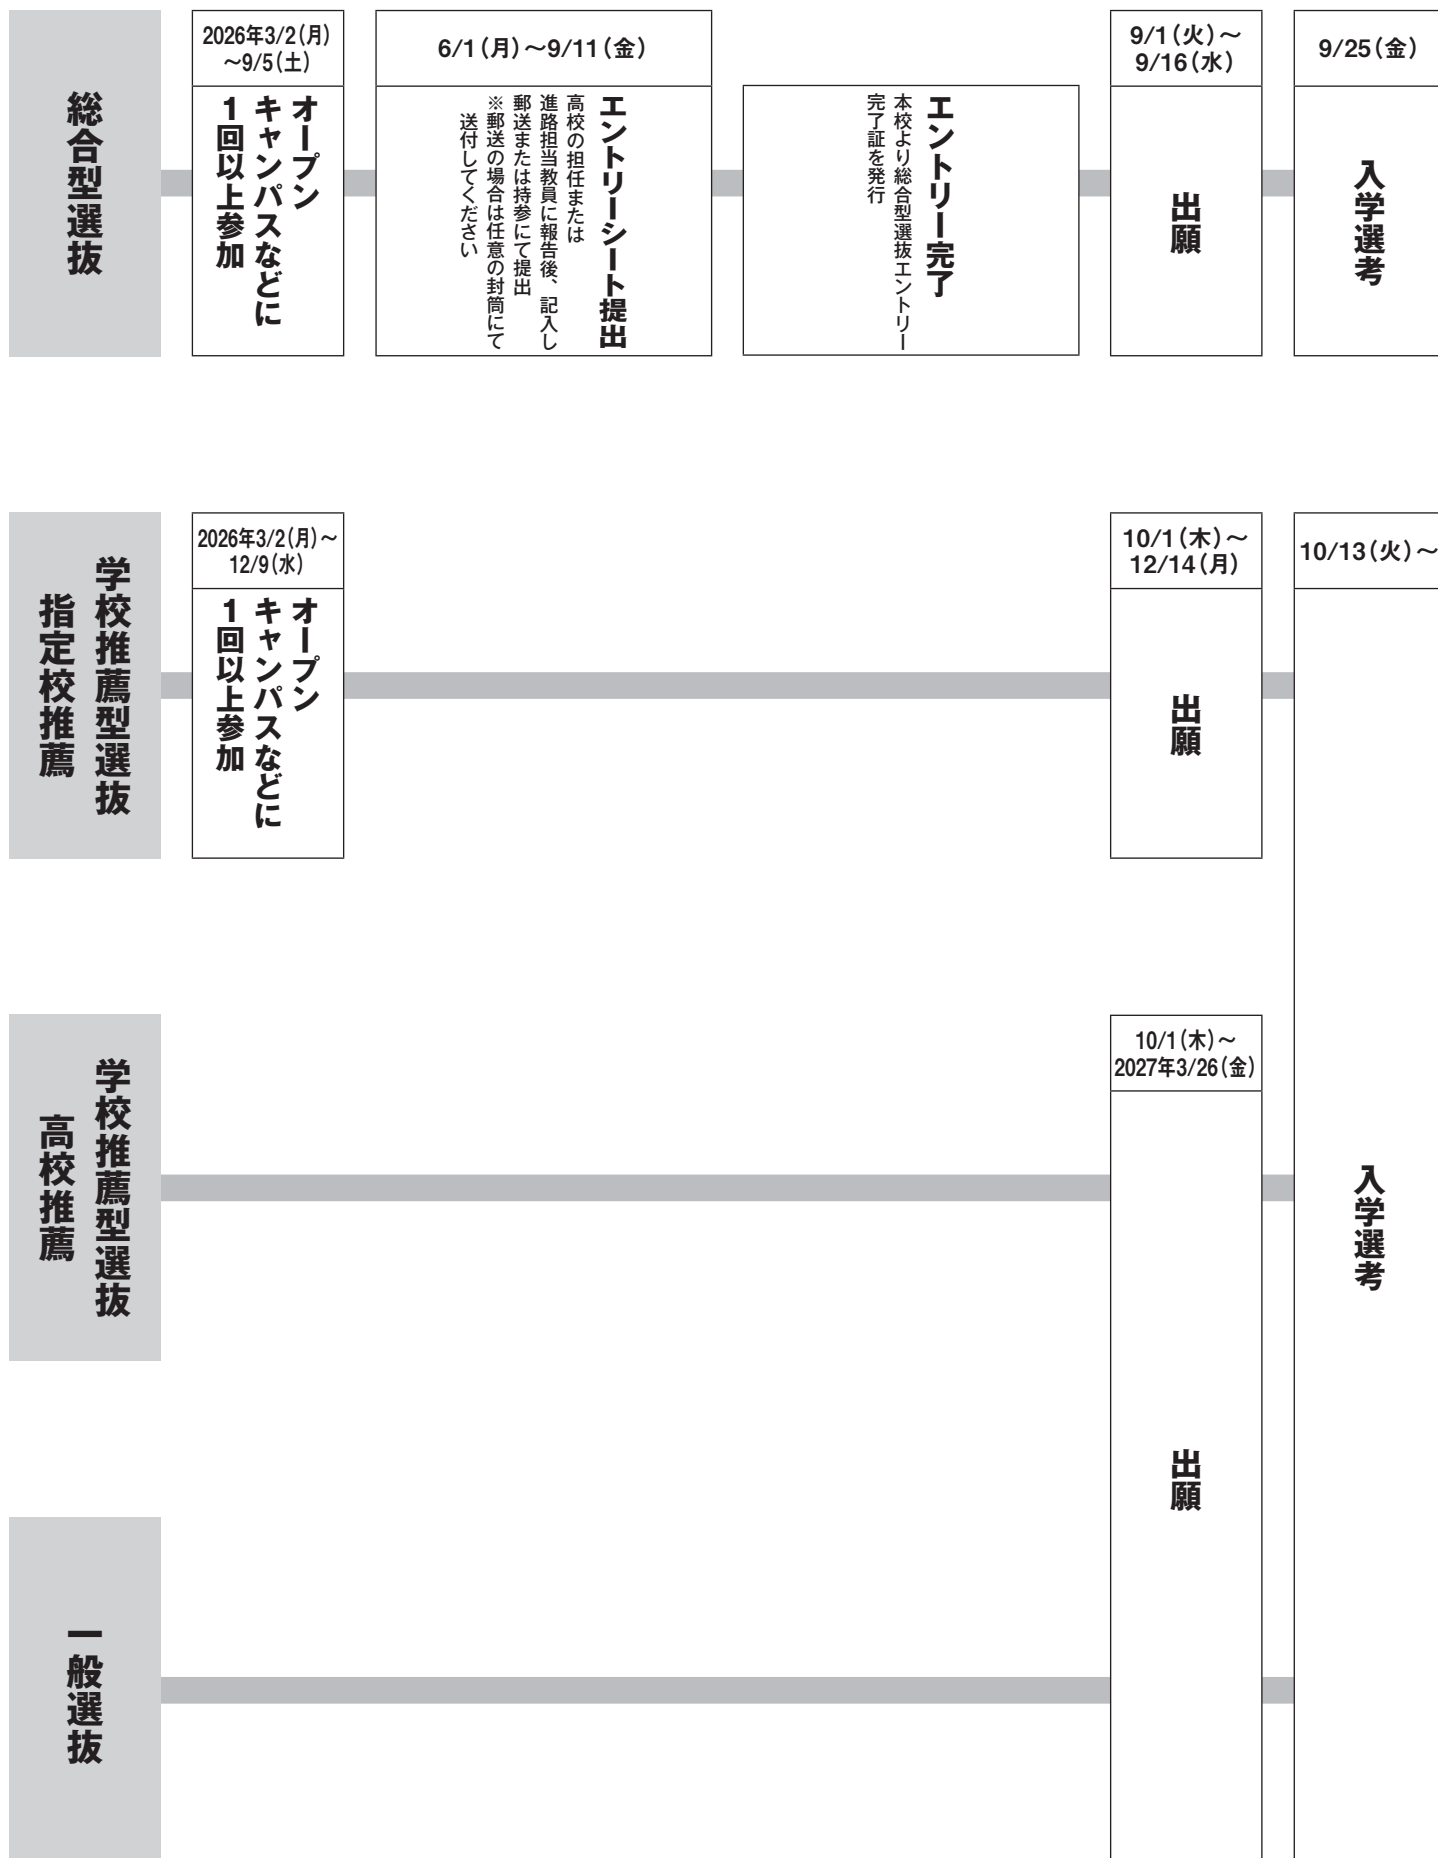 総合型選抜
2026年3/2(月)
～9/5(土)
オープン
キャンパスなどに
1回以上参加
6/1(月)～9/11(金)
エントリーシート提出
高校の担任または
進路担当教員に報告後、記入し
郵送または持参にて提出
※郵送の場合は任意の封筒にて
送付してください
エントリー完了
本校より総合型選抜エントリー
完了証を発行
9/1(火)～
9/16(水)
出願
9/25(金)
入学選考
学校推薦型選抜
指定校推薦
2026年3/2(月)～
12/9(水)
オープン
キャンパスなどに
1回以上参加
10/1(木)～
12/14(月)
出願
10/13(火)～
入学選考
学校推薦型選抜
高校推薦
10/1(木)～
2027年3/26(金)
出願
一般選抜